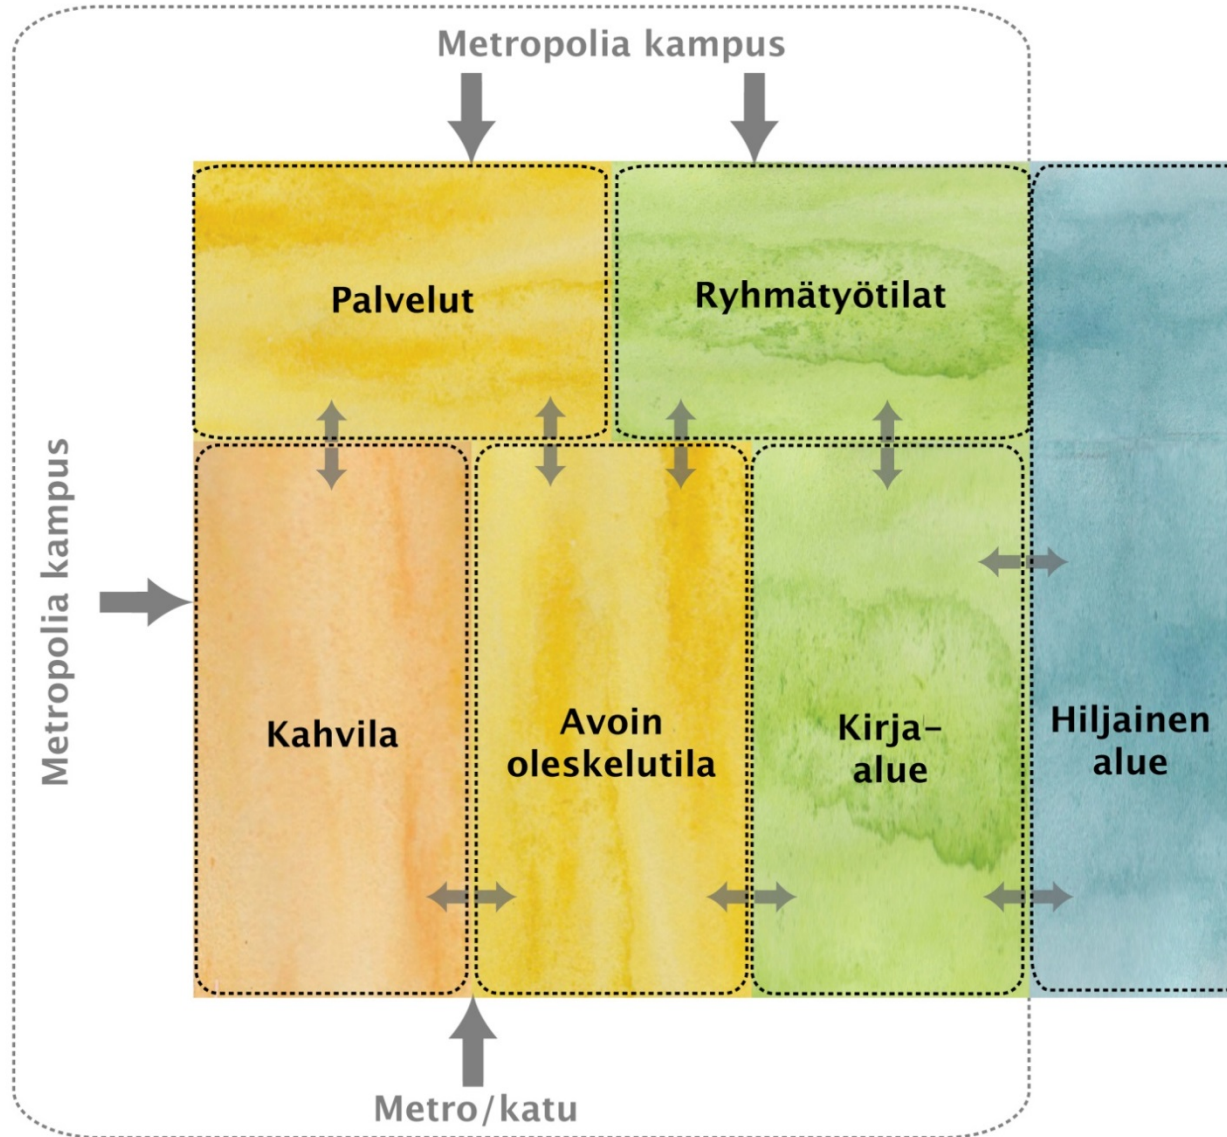 Metropolia kampus
Palvelut
Ryhmätyötilat
Metropolia kampus
Kahvila
Avoin
oleskelutila
Kirja-
alue
Hiljainen
alue
Metro/katu